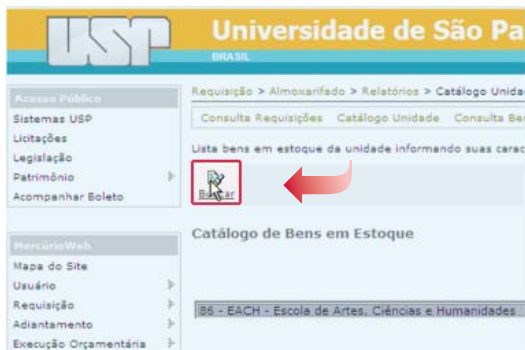 USP
Universidade de São Pa
BRASIL
Acesso Público
Sistemas USP
Licitações
Legislação
Patrimônio
Acompanhar Boleto
MercúrioWeb
Mapa do Site
Usuário
Requisição
Adiantamento
Execução Orçamentária
Requisição > Almoxarifado > Relatórios > Catálogo Unida
Consulta Requisições Catálogo Unidade Consulta Be
Lista bens em estoque da unidade informando suas carac
Buscar
Catálogo de Bens em Estoque
86 - EACH - Escola de Artes, Ciências e Humanidades